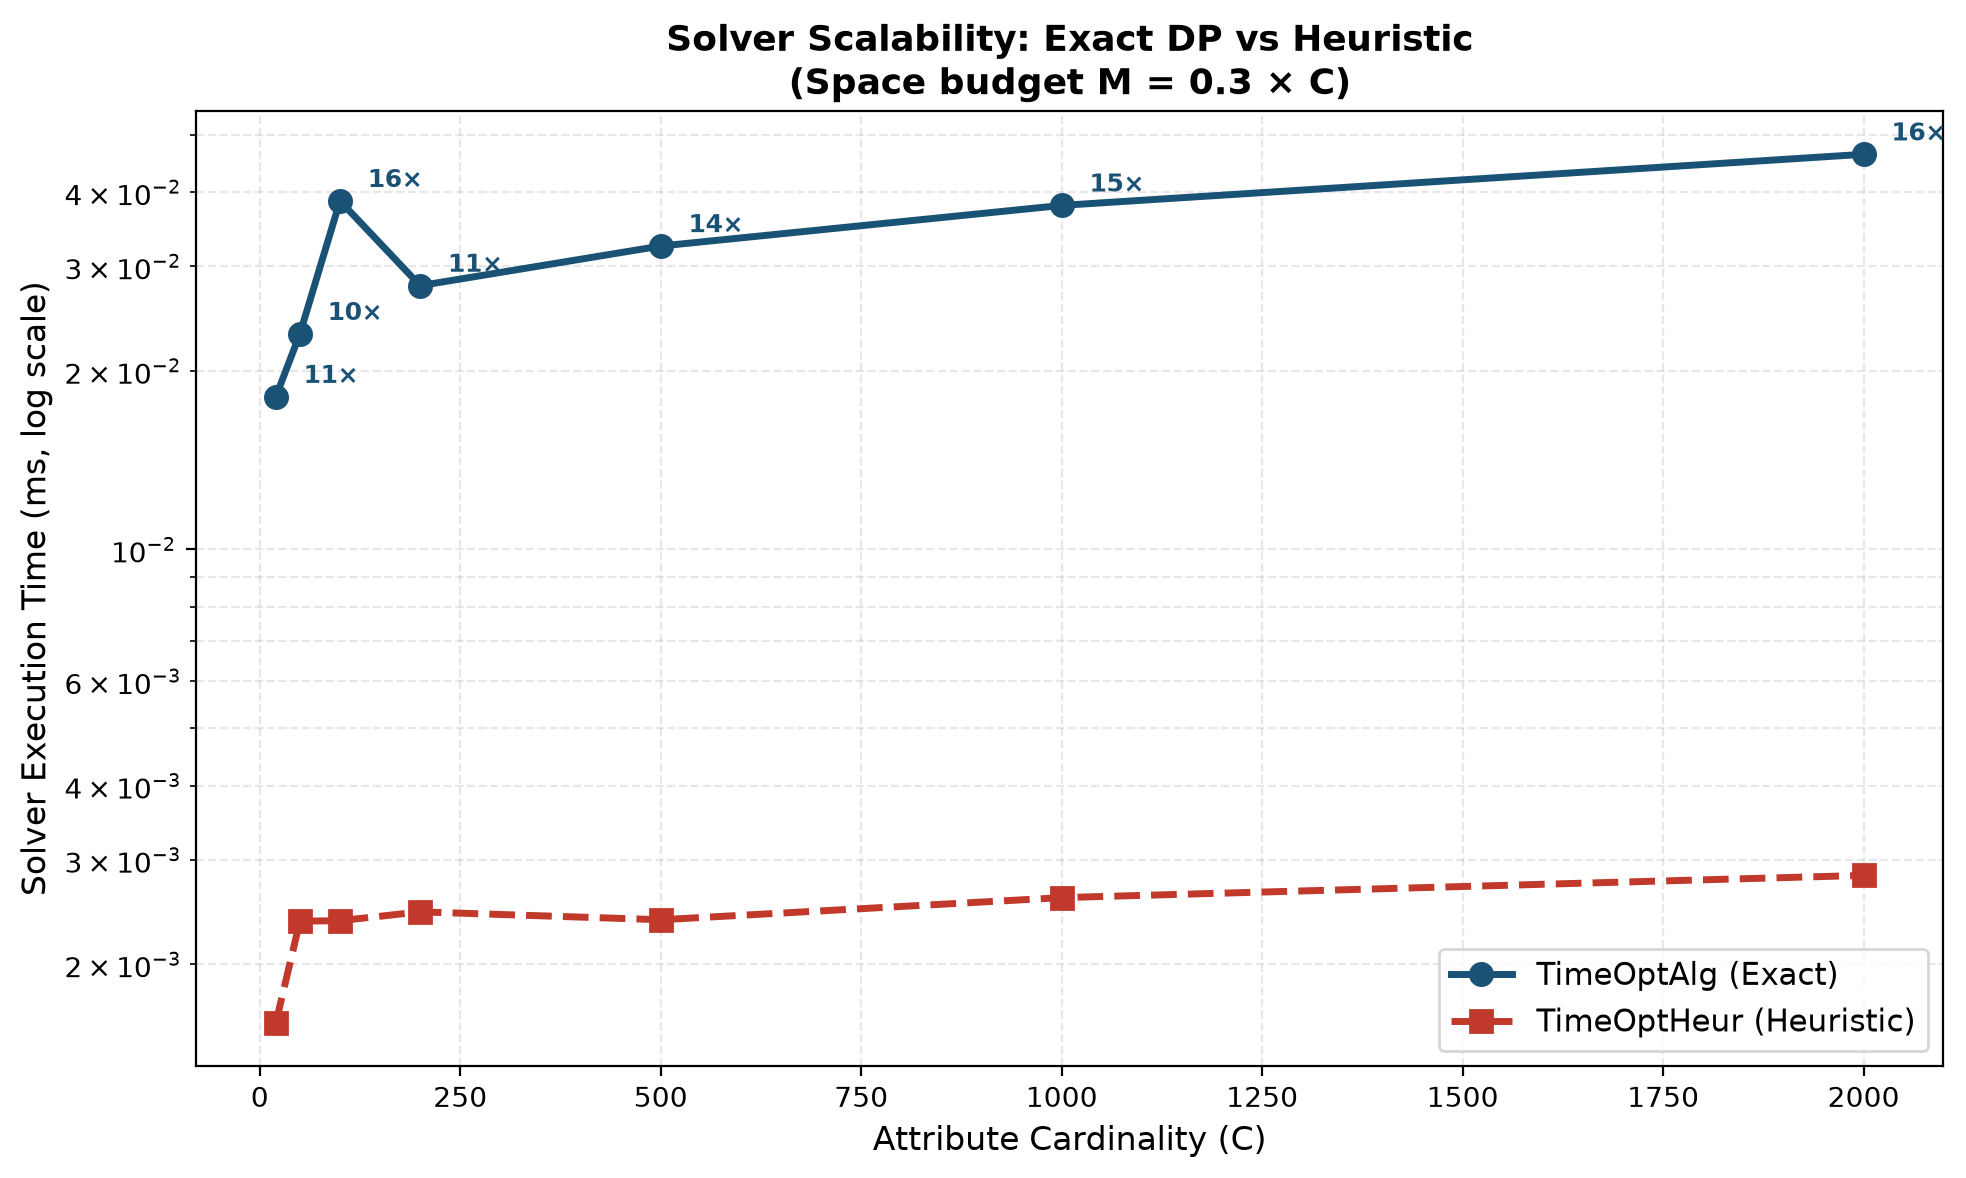 Solver Scalability: Exact DP vs Heuristic
(Space budget M = 0.3 × C)
Solver Execution Time (ms, log scale)
4 × 10⁻²
3 × 10⁻²
2 × 10⁻²
10⁻²
6 × 10⁻³
4 × 10⁻³
3 × 10⁻³
2 × 10⁻³
11×
10×
16×
11×
14×
15×
16×
TimeOptAlg (Exact)
TimeOptHeur (Heuristic)
0 250 500 750 1000 1250 1500 1750 2000
Attribute Cardinality (C)